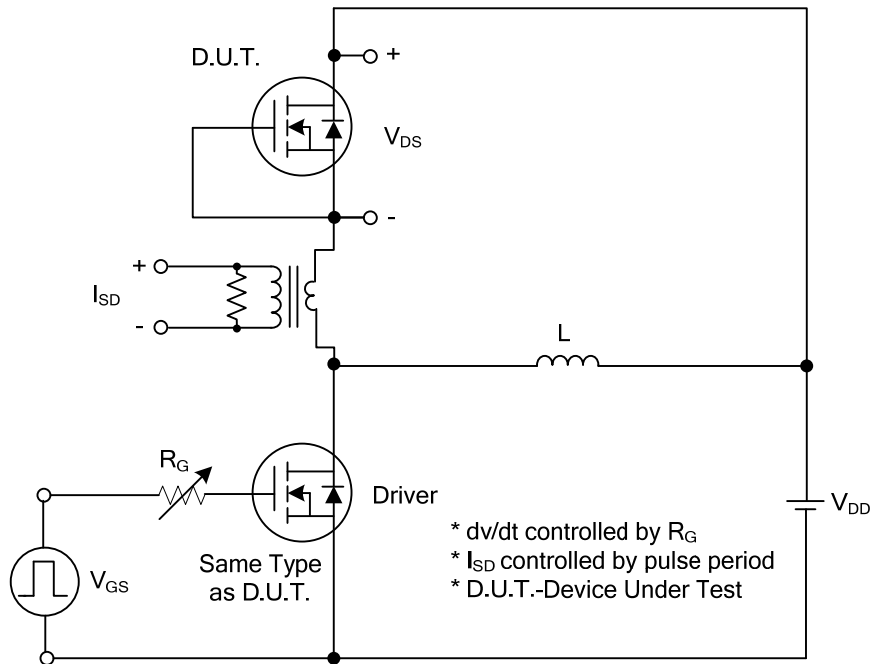 D.U.T.
+
VDS
-
+
ISD
-
L
RG
Driver
VDD
VGS
Same Type
as D.U.T.
* dv/dt controlled by RG
* ISD controlled by pulse period
* D.U.T.-Device Under Test